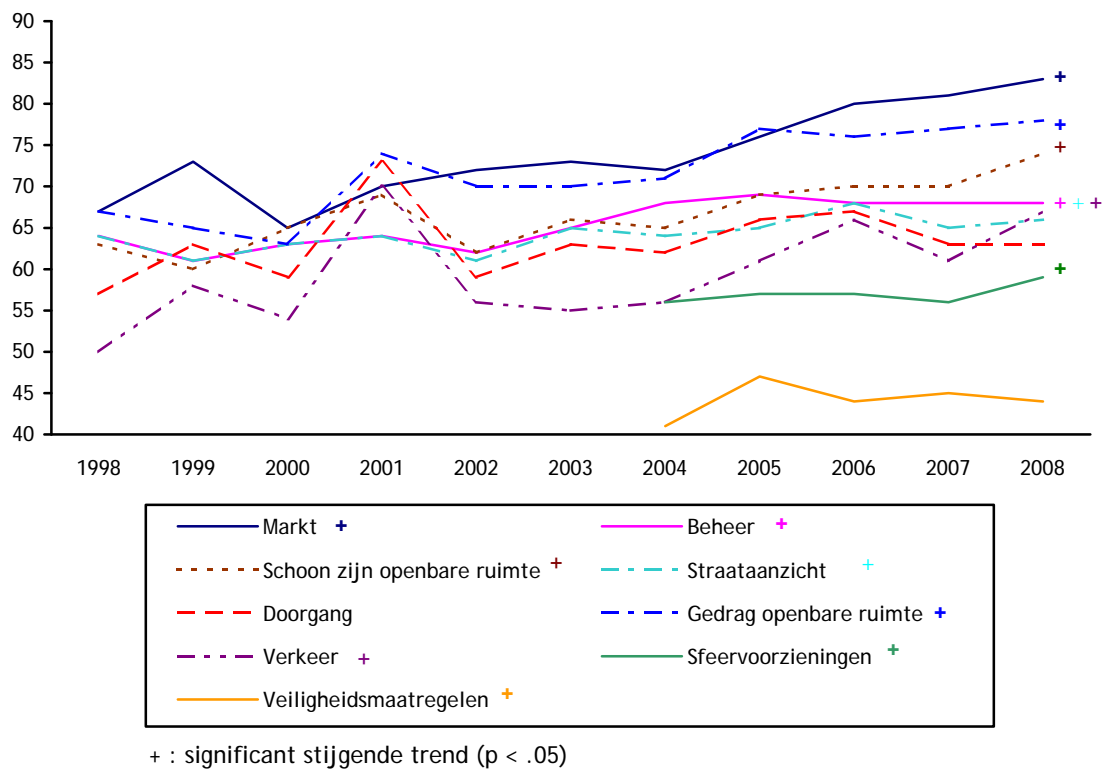 90
85
80
75
70
65
60
55
50
45
40
1998 1999 2000 2001 2002 2003 2004 2005 2006 2007 2008
+
+
+
+ + +
+
Markt + Beheer +
Schoon zijn openbare ruimte + Straataanzicht +
Doorgang Gedrag openbare ruimte +
Verkeer + Sfeervoorzieningen +
Veiligheidsmaatregelen +
+ : significant stijgende trend (p < .05)